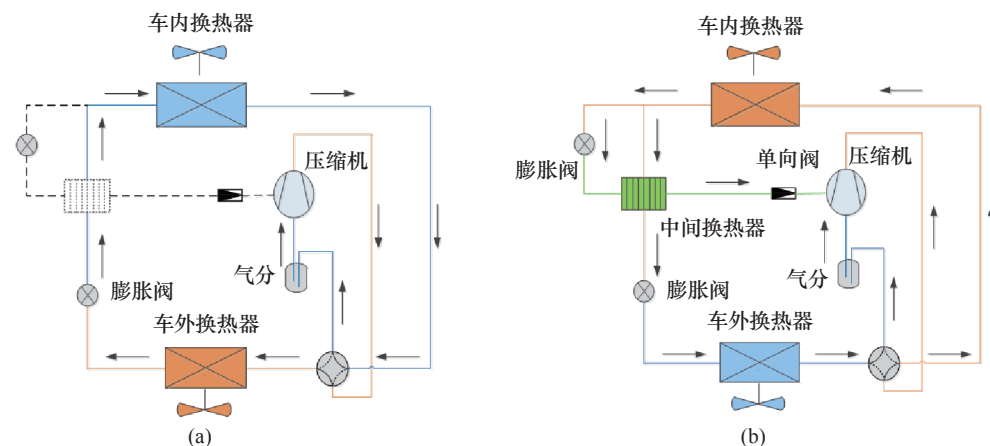 车内换热器
压缩机
气分
膨胀阀
车外换热器
(a)
车内换热器
膨胀阀
单向阀
压缩机
中间换热器
气分
膨胀阀
车外换热器
(b)